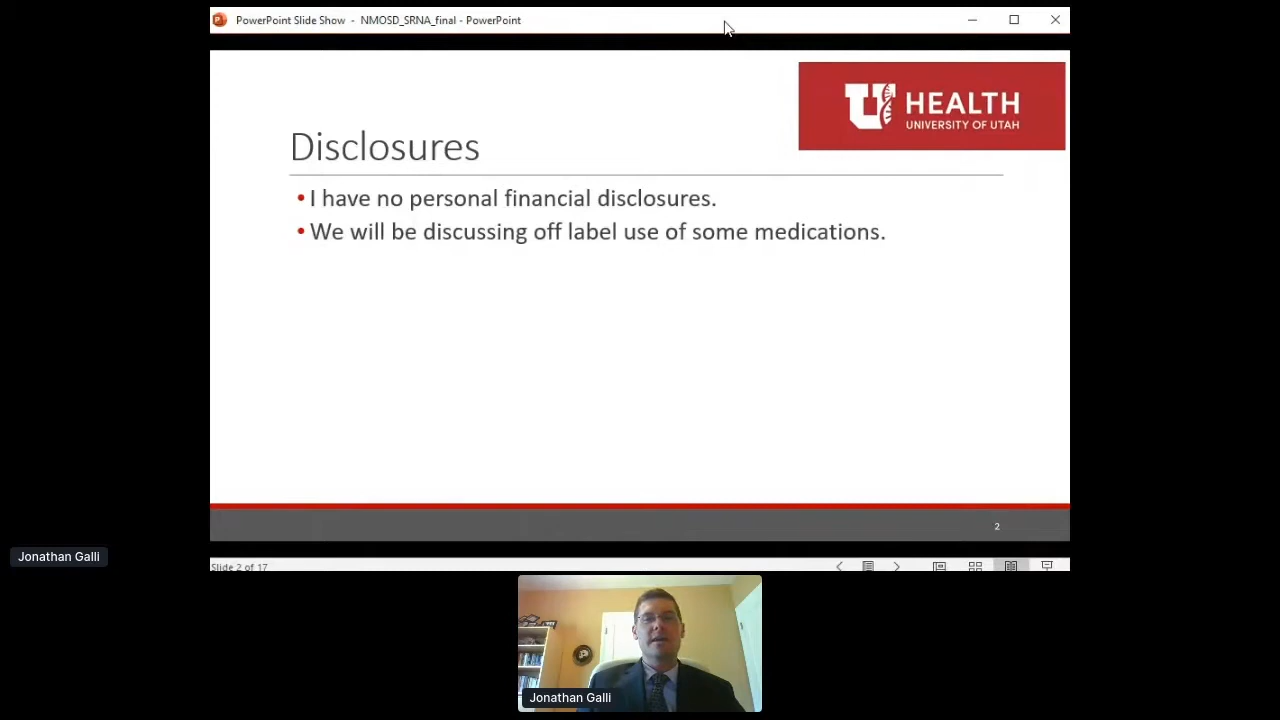 PowerPoint Slide Show - NMOSD_SRNA_final - PowerPoint
U HEALTH
UNIVERSITY OF UTAH
Disclosures
• I have no personal financial disclosures.
• We will be discussing off label use of some medications.
2
Jonathan Galli
Slide 2 of 17
Jonathan Galli